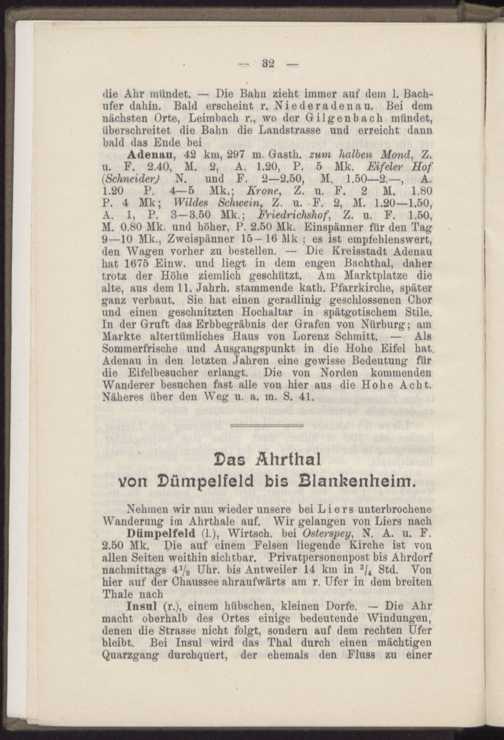 — 32 —
die Ahr mündet. — Die Bahn zieht immer auf dem l. Bach-
ufer dahin. Bald erscheint r. Niederadenau. Bei dem
nächsten Orte, Leimbach r., wo der Gilgenbach mündet,
überschreitet die Bahn die Landstrasse und erreicht dann
bald das Ende bei
Adenau, 42 km, 297 m. Gasth. zum halben Mond, Z.
u. F. 2.40, M. 2, A. 1.20, P. 5 Mk. Eifeler Hof
(Schneider) N. und F. 2—2.50, M. 1.50—2.—, A.
1.20 P. 4—5 Mk.; Krone, Z. u. F. 2 M. 1.80
P. 4 Mk; Wildes Schwein, Z. u. F. 2, M. 1.20—1.50,
A. 1, P. 3—3.50 Mk.; Friedrichshof, Z. u. F. 1.50,
M. 0.80 Mk. und höher, P. 2.50 Mk. Einspänner für den Tag
9—10 Mk., Zweispänner 15—16 Mk ; es ist empfehlenswert,
den Wagen vorher zu bestellen. — Die Kreisstadt Adenau
hat 1675 Einw. und liegt in dem engen Bachthal, daher
trotz der Höhe ziemlich geschützt. Am Marktplatze die
alte, aus dem 11. Jahrh. stammende kath. Pfarrkirche, später
ganz verbaut. Sie hat einen geradlinig geschlossenen Chor
und einen geschnitzten Hochaltar in spätgotischem Stile.
In der Gruft das Erbbegräbnis der Grafen von Nürburg; am
Markte altertümliches Haus von Lorenz Schmitt. — Als
Sommerfrische und Ausgangspunkt in die Hohe Eifel hat
Adenau in den letzten Jahren eine gewisse Bedeutung für
die Eifelbesucher erlangt. Die von Norden kommenden
Wanderer besuchen fast alle von hier aus die Hohe Acht.
Näheres über den Weg u. a. m. S. 41.
Das Ahrthal
von Dümpelfeld bis Blankenheim.
Nehmen wir nun wieder unsere bei Liers unterbrochene
Wanderung im Ahrthale auf. Wir gelangen von Liers nach
Dümpelfeld (l.), Wirtsch. bei Osterspey, N. A. u. F.
2.50 Mk. Die auf einem Felsen liegende Kirche ist von
allen Seiten weithin sichtbar. Privatpersonenpost bis Ahrdorf
nachmittags 4¹/₂ Uhr. bis Antweiler 14 km in ³/₄ Std. Von
hier auf der Chaussee ahraufwärts am r. Ufer in dem breiten
Thale nach
Insul (r.), einem hübschen, kleinen Dorfe. — Die Ahr
macht oberhalb des Ortes einige bedeutende Windungen,
denen die Strasse nicht folgt, sondern auf dem rechten Ufer
bleibt. Bei Insul wird das Thal durch einen mächtigen
Quarzgang durchquert, der ehemals den Fluss zu einer